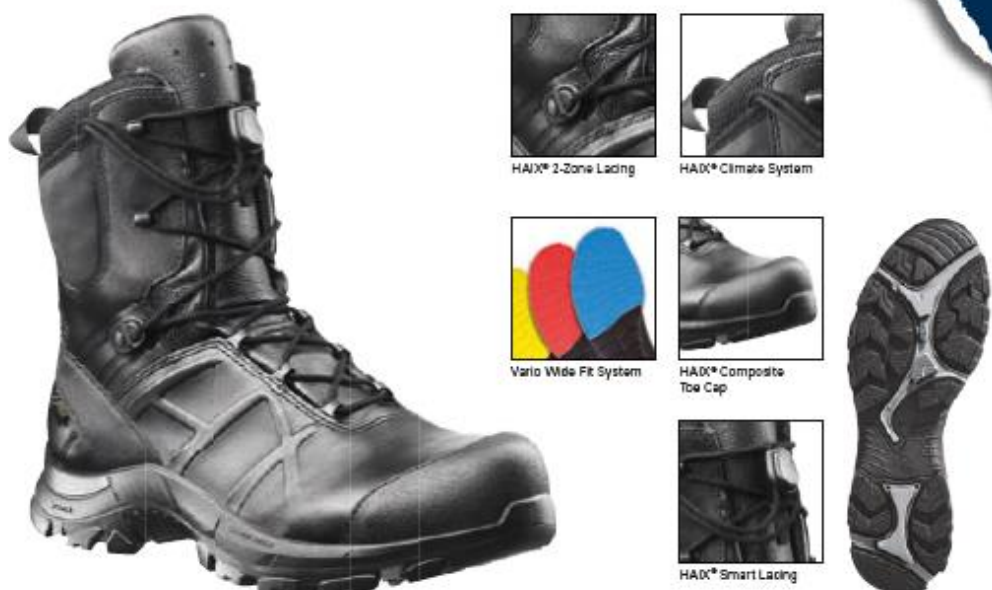 HAIX® 2-Zone Lacing
HAIX® Climate System
Vario Wide Fit System
HAIX® Composite
Toe Cap
HAIX® Smart Lacing